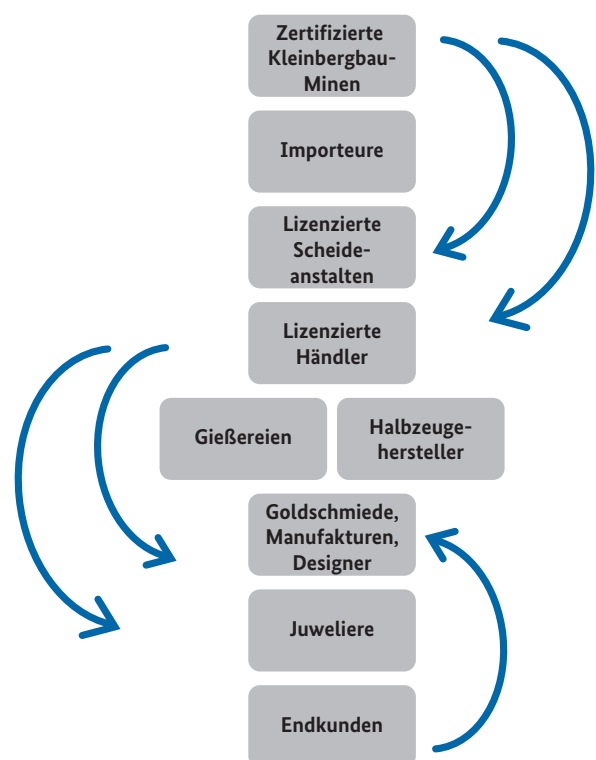 Zertifizierte
Kleinbergbau-
Minen
Importeure
Lizenzierte
Scheide-
anstalten
Lizenzierte
Händler
Gießereien
Halbzeuge-
hersteller
Goldschmiede,
Manufakturen,
Designer
Juweliere
Endkunden